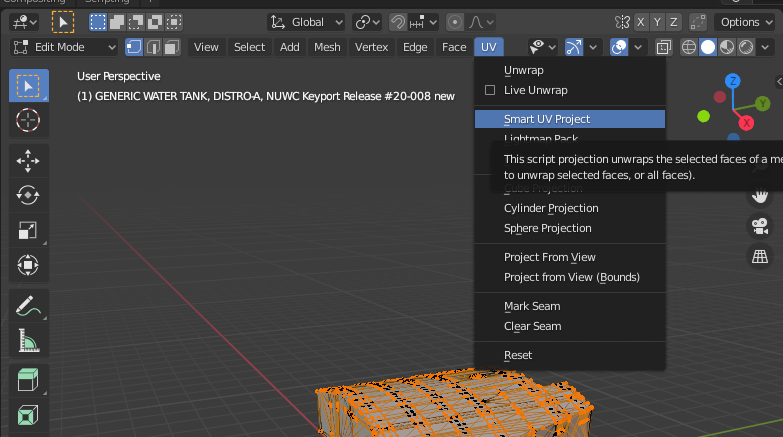 Compositing
Scripting
+
Global
X Y Z
Options
Edit Mode
View
Select
Add
Mesh
Vertex
Edge
Face
UV
User Perspective
(1) GENERIC WATER TANK, DISTRO-A, NUWC Keyport Release #20-008 new
Unwrap
Live Unwrap
Smart UV Project
Lightmap Pack
This script projection unwraps the selected faces of a me
to unwrap selected faces, or all faces).
Cube Projection
Cylinder Projection
Sphere Projection
Project From View
Project from View (Bounds)
Mark Seam
Clear Seam
Reset
Z
Y
X